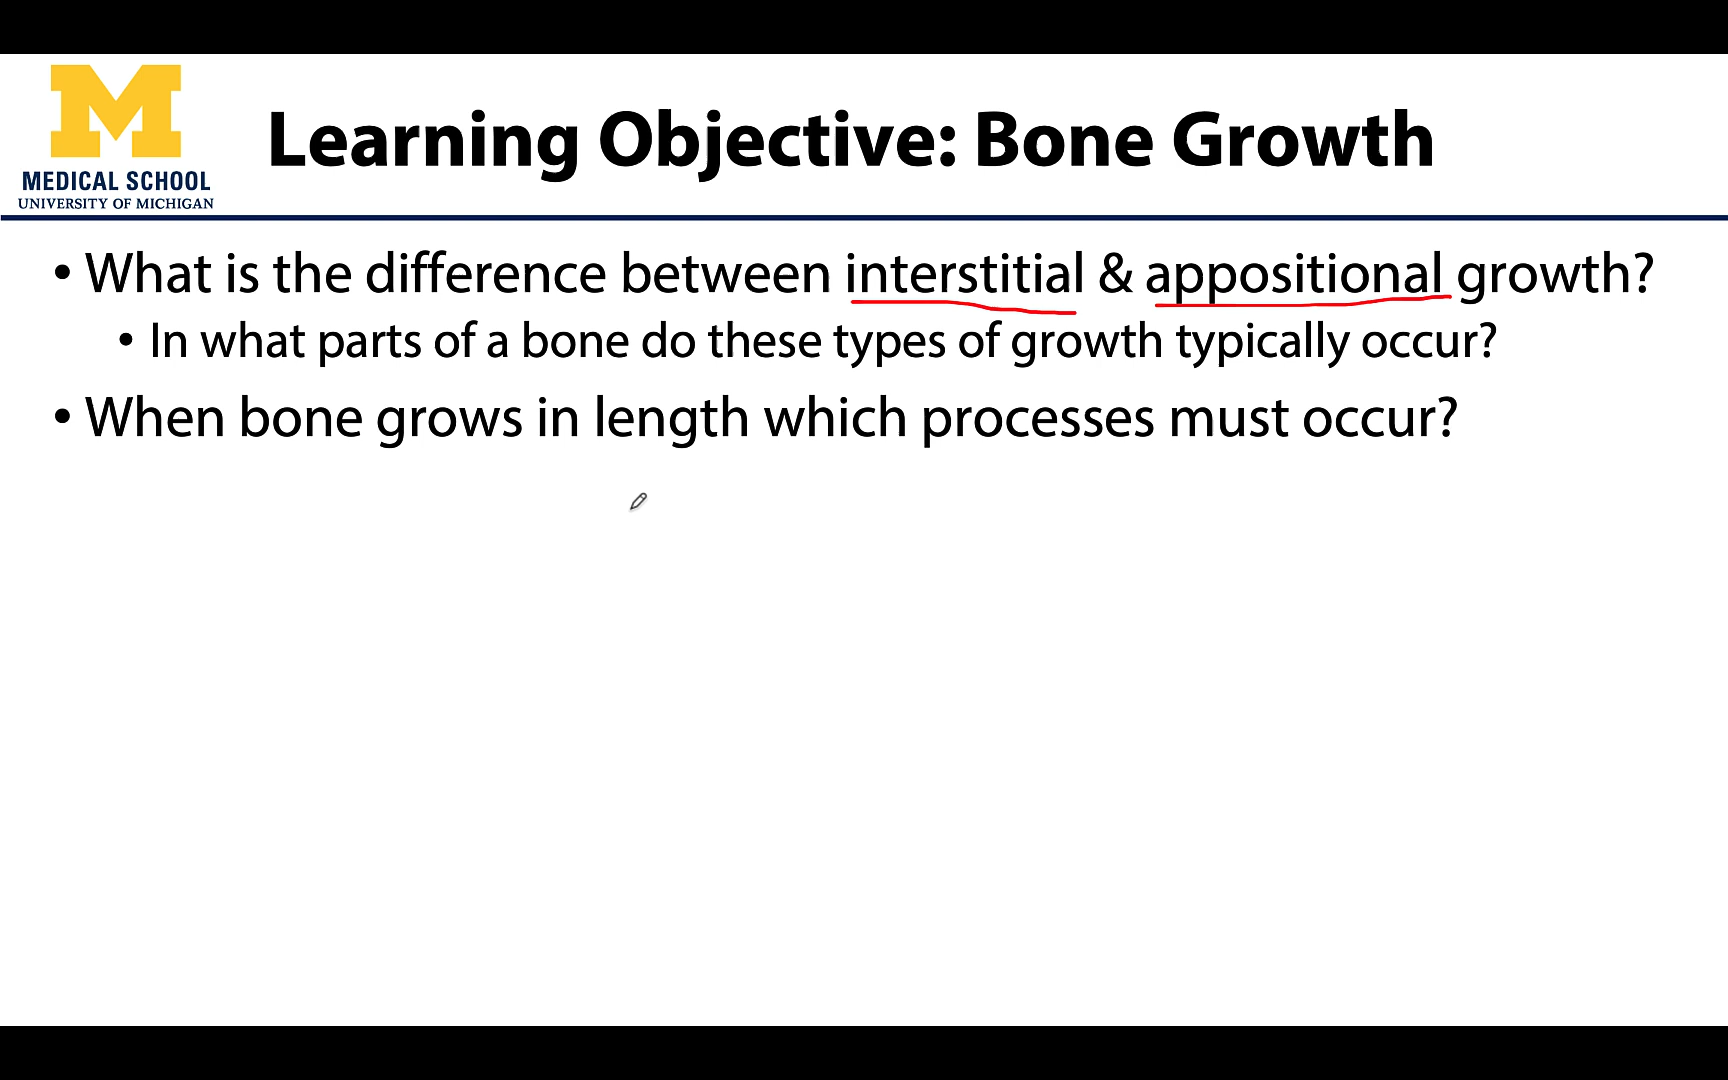 M
MEDICAL SCHOOL
UNIVERSITY OF MICHIGAN
Learning Objective: Bone Growth
• What is the difference between interstitial & appositional growth?
• In what parts of a bone do these types of growth typically occur?
• When bone grows in length which processes must occur?